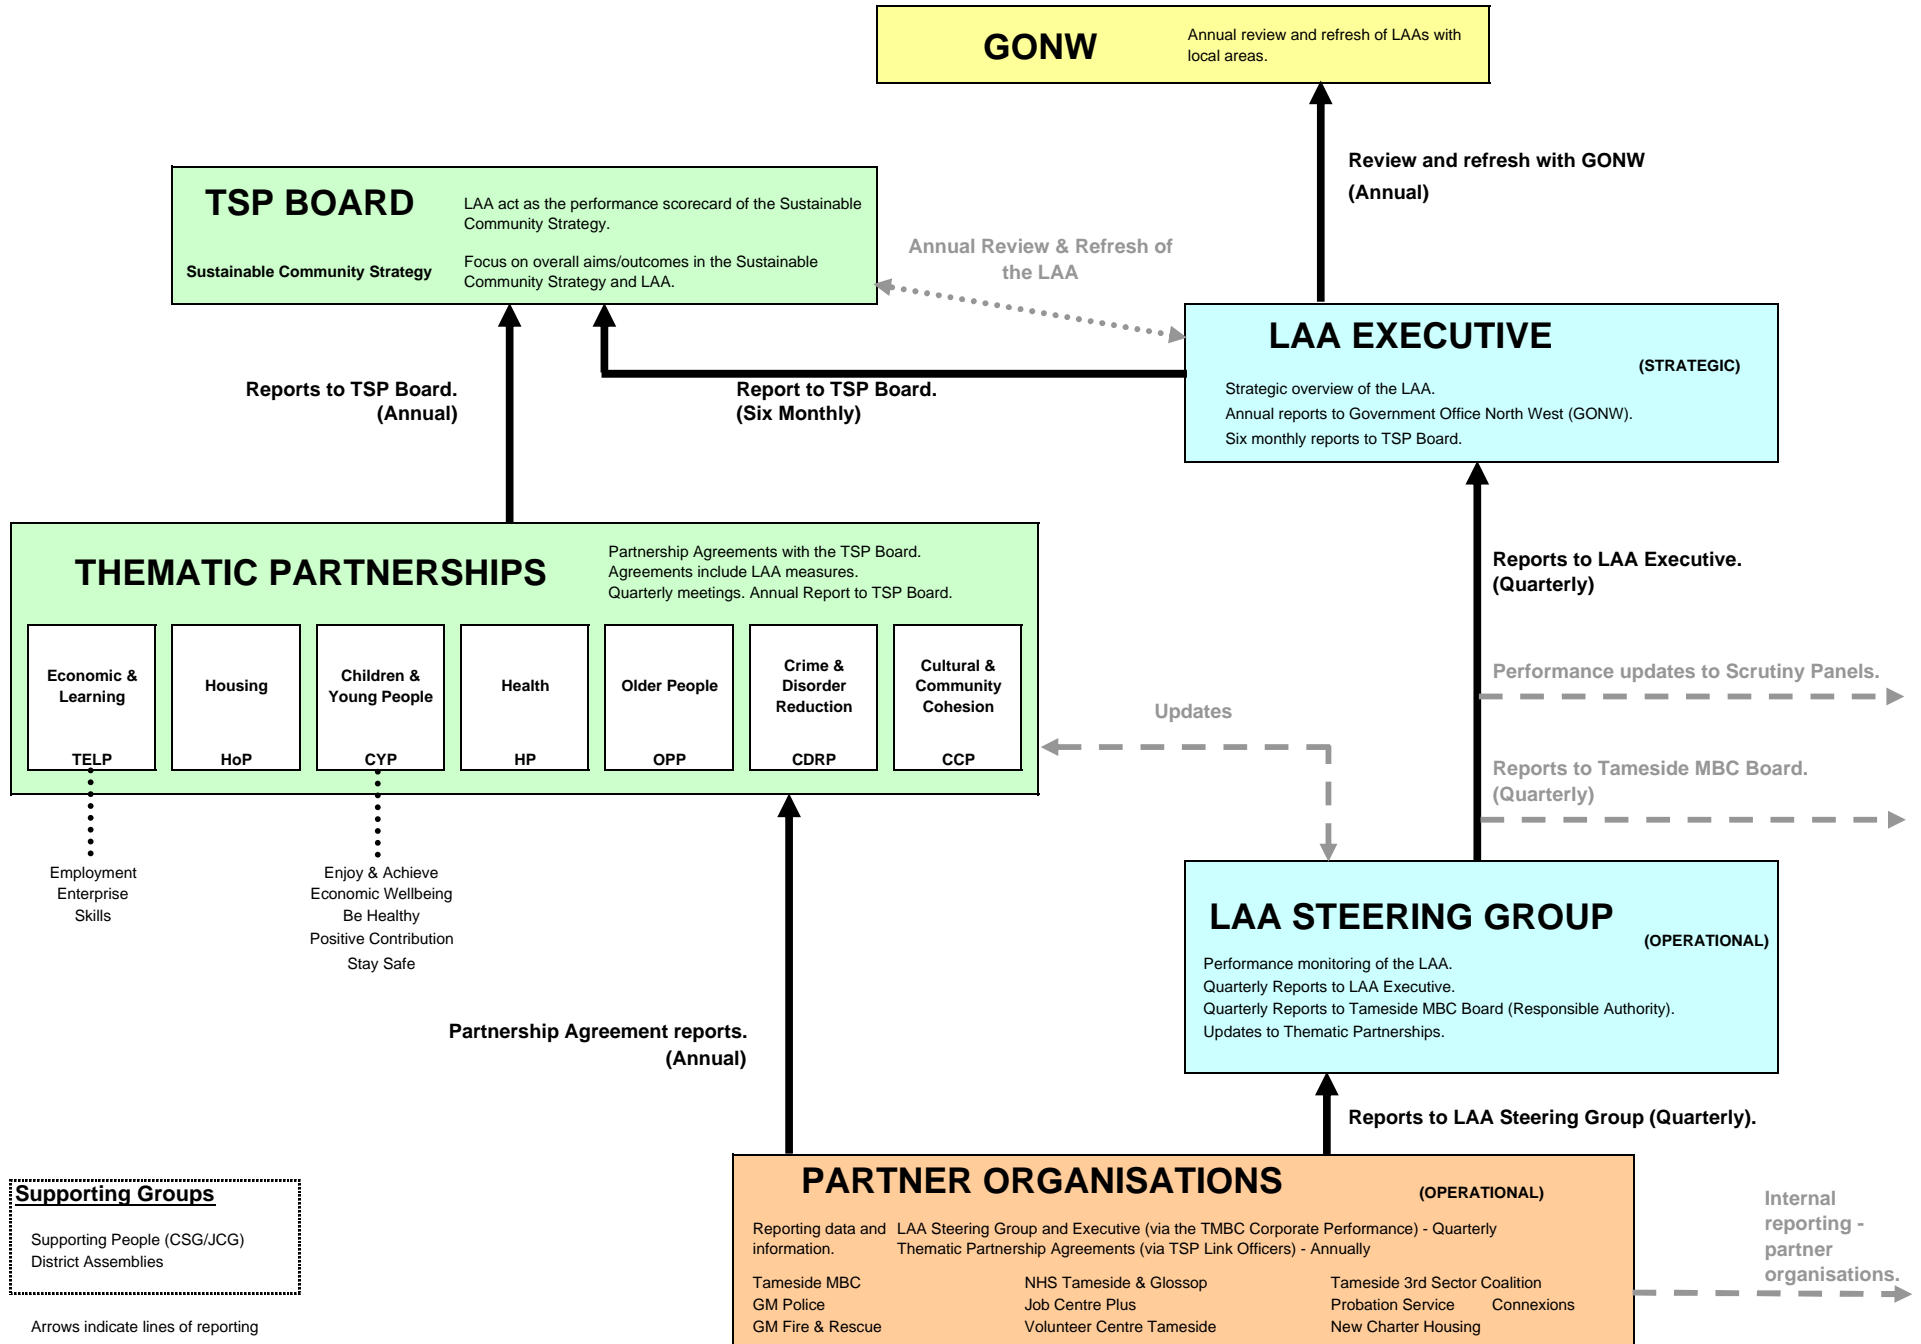 GONW
Annual review and refresh of LAAs with
local areas.
Review and refresh with GONW
(Annual)
TSP BOARD
Sustainable Community Strategy
LAA act as the performance scorecard of the Sustainable
Community Strategy.
Focus on overall aims/outcomes in the Sustainable
Community Strategy and LAA.
Annual Review & Refresh of
the LAA
LAA EXECUTIVE
(STRATEGIC)
Strategic overview of the LAA.
Annual reports to Government Office North West (GONW).
Six monthly reports to TSP Board.
Reports to TSP Board.
(Annual)
Report to TSP Board.
(Six Monthly)
THEMATIC PARTNERSHIPS
Partnership Agreements with the TSP Board.
Agreements include LAA measures.
Quarterly meetings. Annual Report to TSP Board.
Economic &
Learning
TELP
Housing
HoP
Children &
Young People
CYP
Health
HP
Older People
OPP
Crime &
Disorder
Reduction
CDRP
Cultural &
Community
Cohesion
CCP
Reports to LAA Executive.
(Quarterly)
Performance updates to Scrutiny Panels.
Updates
Reports to Tameside MBC Board.
(Quarterly)
Employment
Enterprise
Skills
Enjoy & Achieve
Economic Wellbeing
Be Healthy
Positive Contribution
Stay Safe
LAA STEERING GROUP
(OPERATIONAL)
Performance monitoring of the LAA.
Quarterly Reports to LAA Executive.
Quarterly Reports to Tameside MBC Board (Responsible Authority).
Updates to Thematic Partnerships.
Partnership Agreement reports.
(Annual)
Reports to LAA Steering Group (Quarterly).
PARTNER ORGANISATIONS
(OPERATIONAL)
Reporting data and
information.
LAA Steering Group and Executive (via the TMBC Corporate Performance) - Quarterly
Thematic Partnership Agreements (via TSP Link Officers) - Annually
Tameside MBC
GM Police
GM Fire & Rescue
NHS Tameside & Glossop
Job Centre Plus
Volunteer Centre Tameside
Tameside 3rd Sector Coalition
Probation Service Connexions
New Charter Housing
Internal
reporting -
partner
organisations.
Supporting Groups
Supporting People (CSG/JCG)
District Assemblies
Arrows indicate lines of reporting